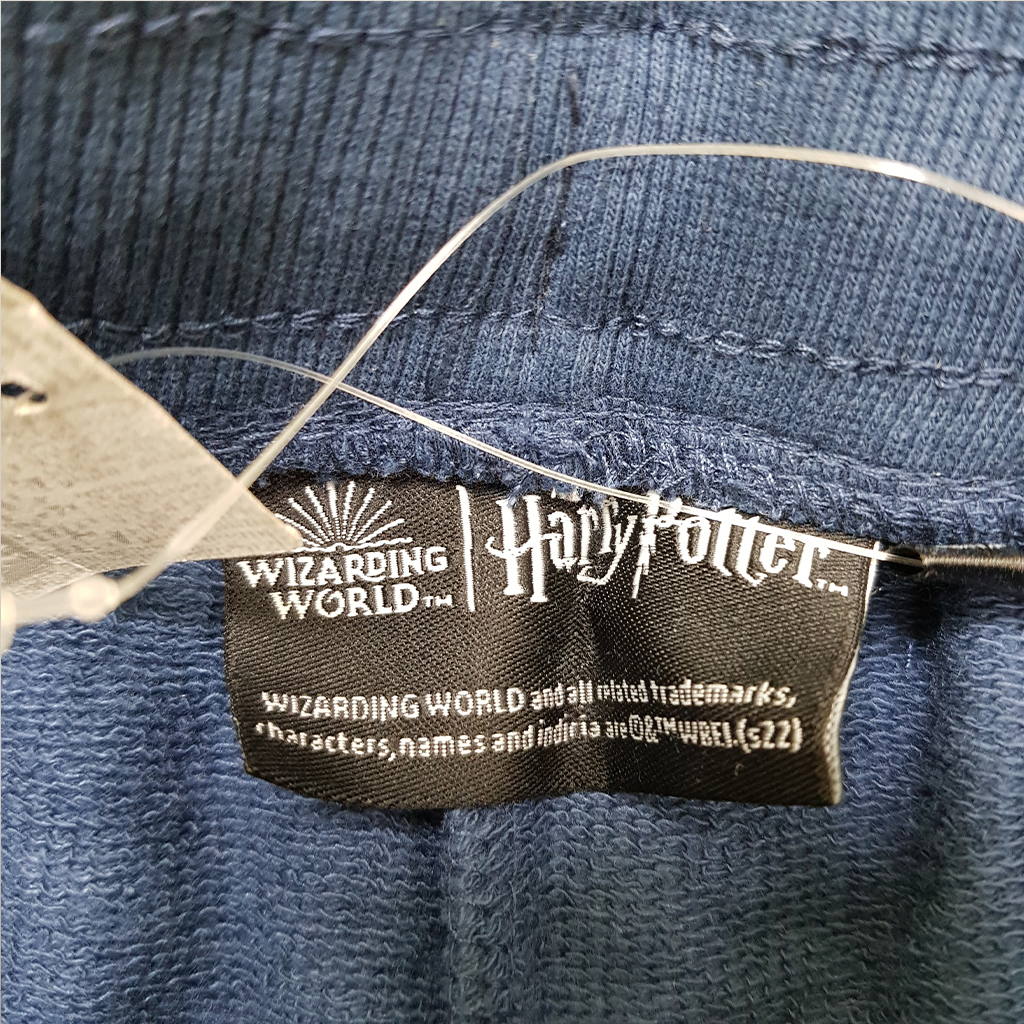 WIZARDING
WORLD™
Harry Potter™
WIZARDING WORLD and all related trademarks,
characters, names and indicia are ©&™ WBEI. (s22)